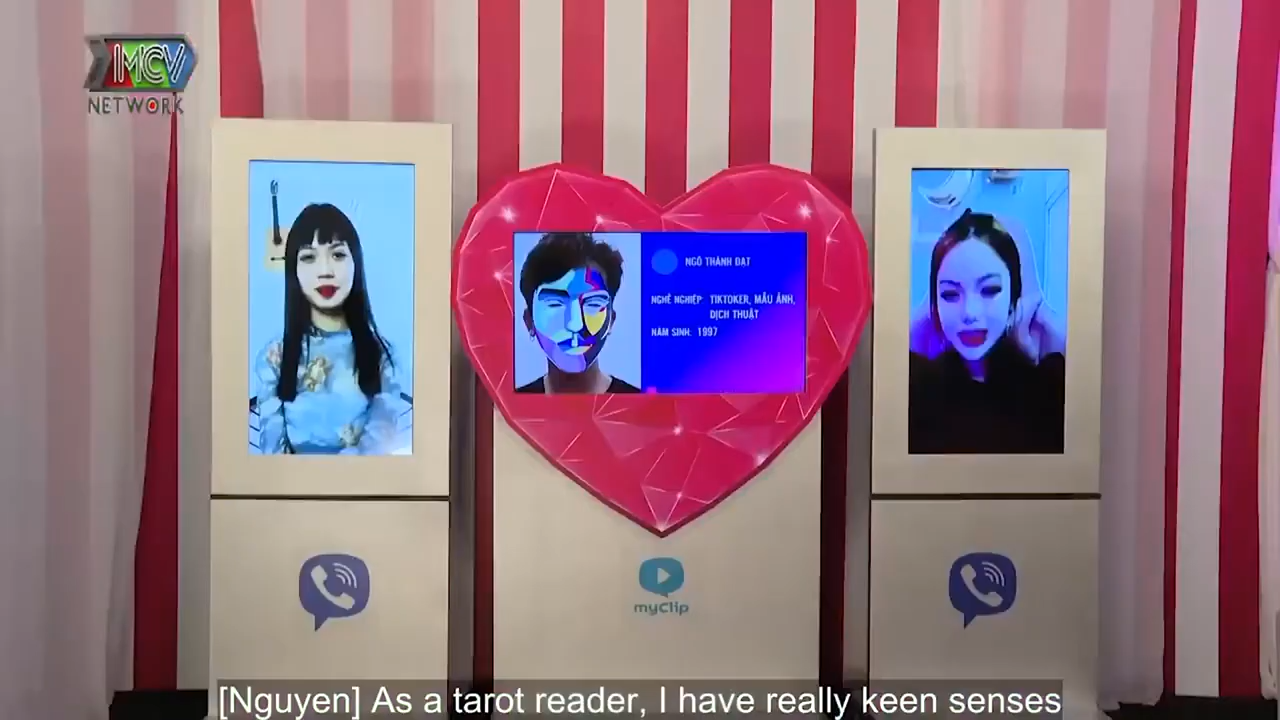 MCV
NETWORK
NGÔ THÀNH ĐẠT
NGHỀ NGHIỆP: TIKTOKER, MẪU ẢNH,
DỊCH THUẬT
NĂM SINH: 1997
myClip
[Nguyen] As a tarot reader, I have really keen senses